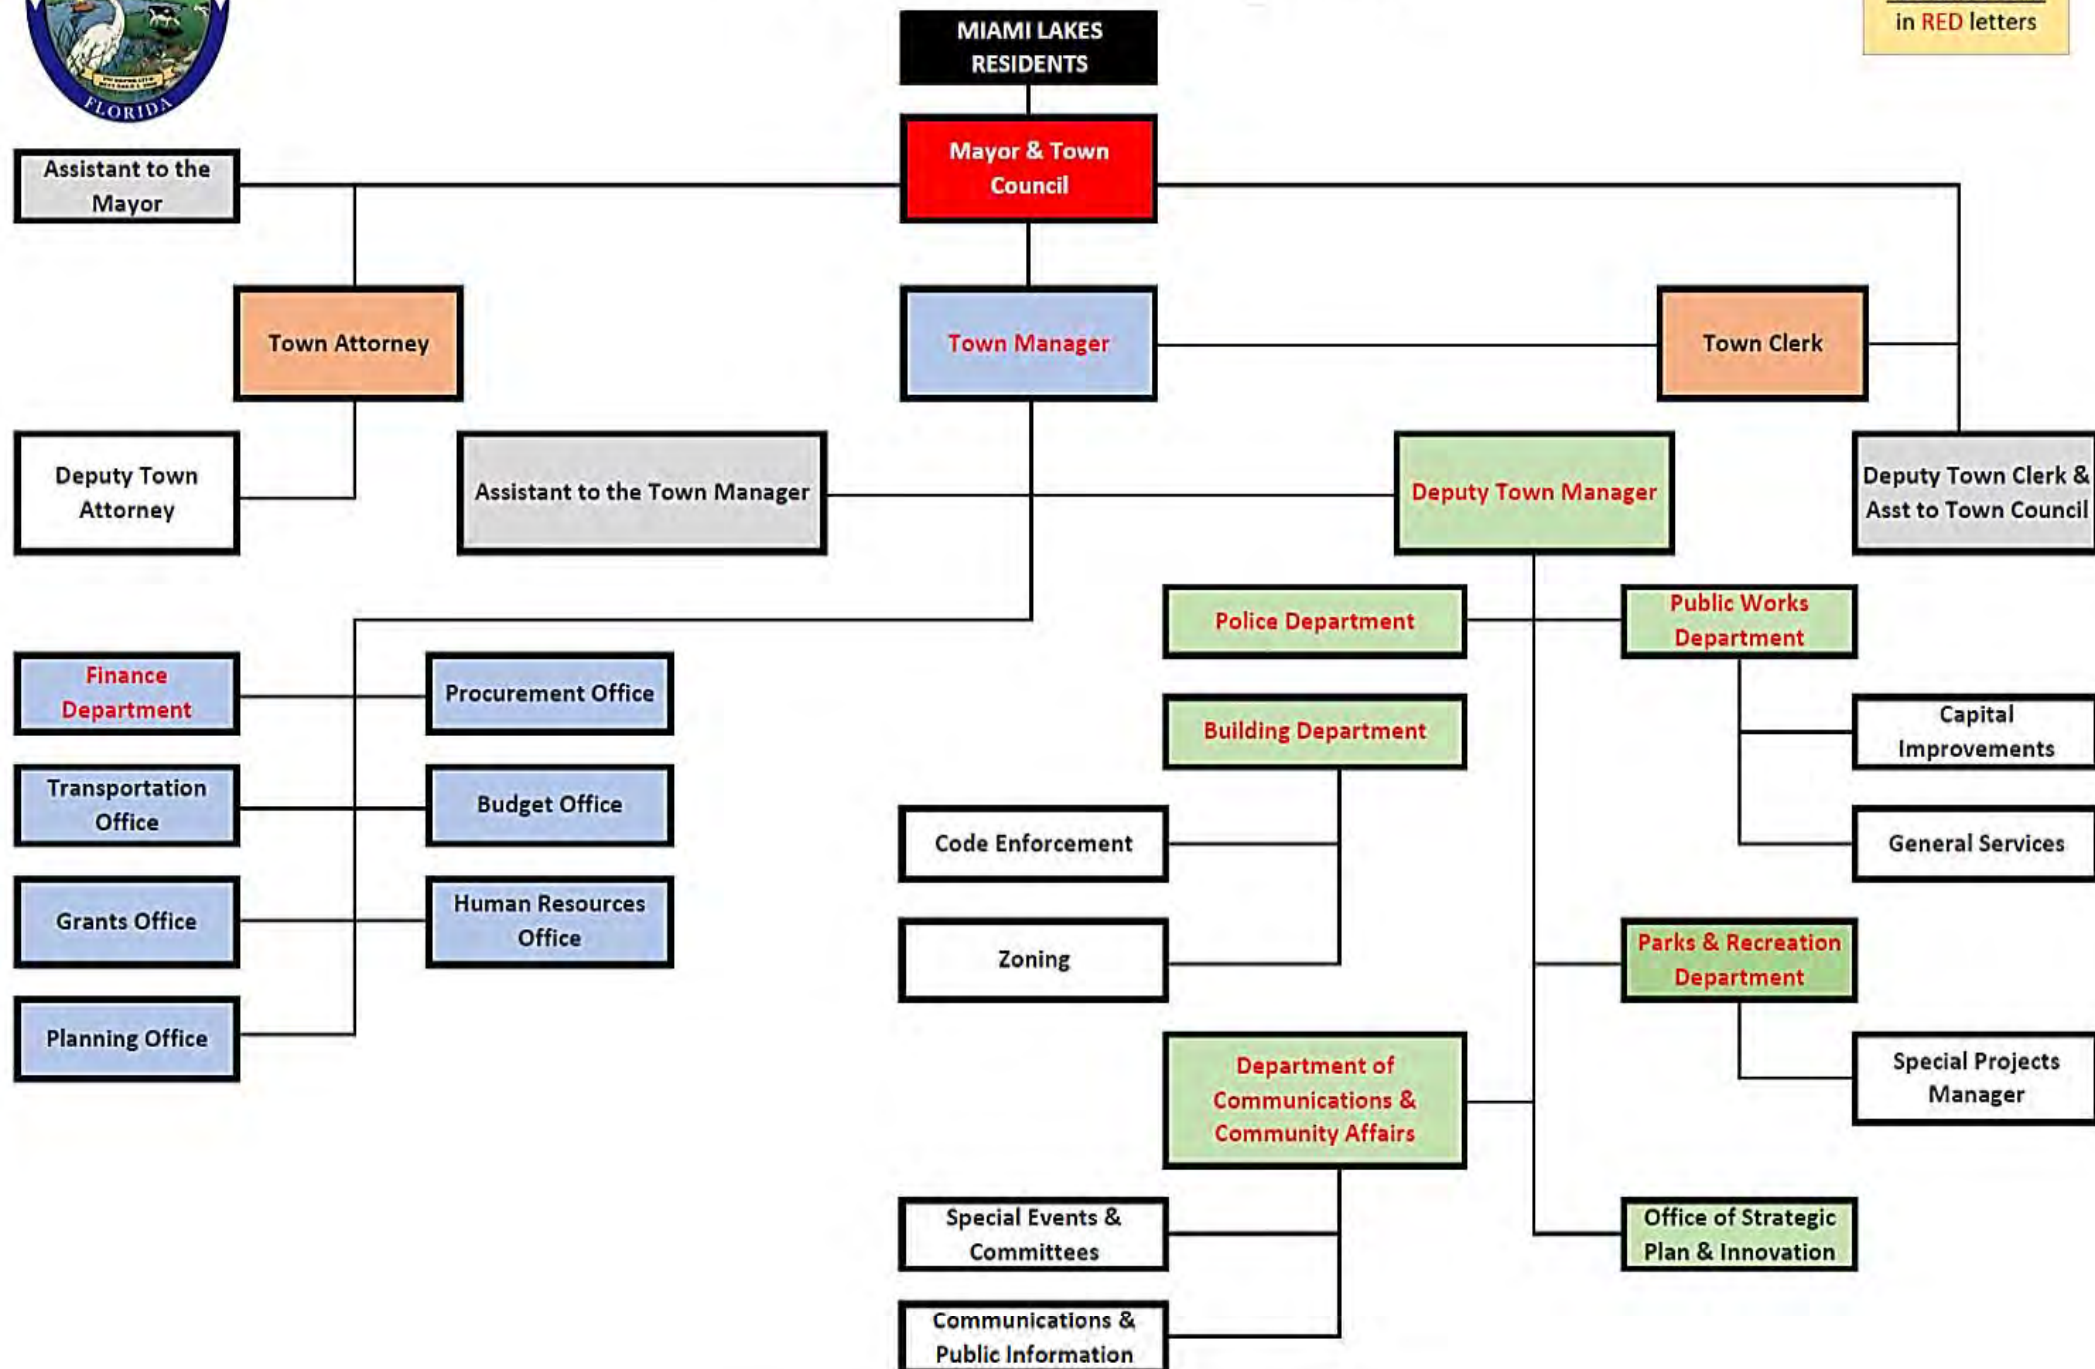 FLORIDA
in RED letters
MIAMI LAKES
RESIDENTS
Mayor & Town
Council
Assistant to the
Mayor
Town Attorney
Town Manager
Town Clerk
Deputy Town
Attorney
Assistant to the Town Manager
Deputy Town Manager
Deputy Town Clerk &
Asst to Town Council
Police Department
Public Works
Department
Finance
Department
Procurement Office
Building Department
Capital
Improvements
Transportation
Office
Budget Office
Code Enforcement
General Services
Grants Office
Human Resources
Office
Zoning
Parks & Recreation
Department
Planning Office
Department of
Communications &
Community Affairs
Special Projects
Manager
Special Events &
Committees
Office of Strategic
Plan & Innovation
Communications &
Public Information